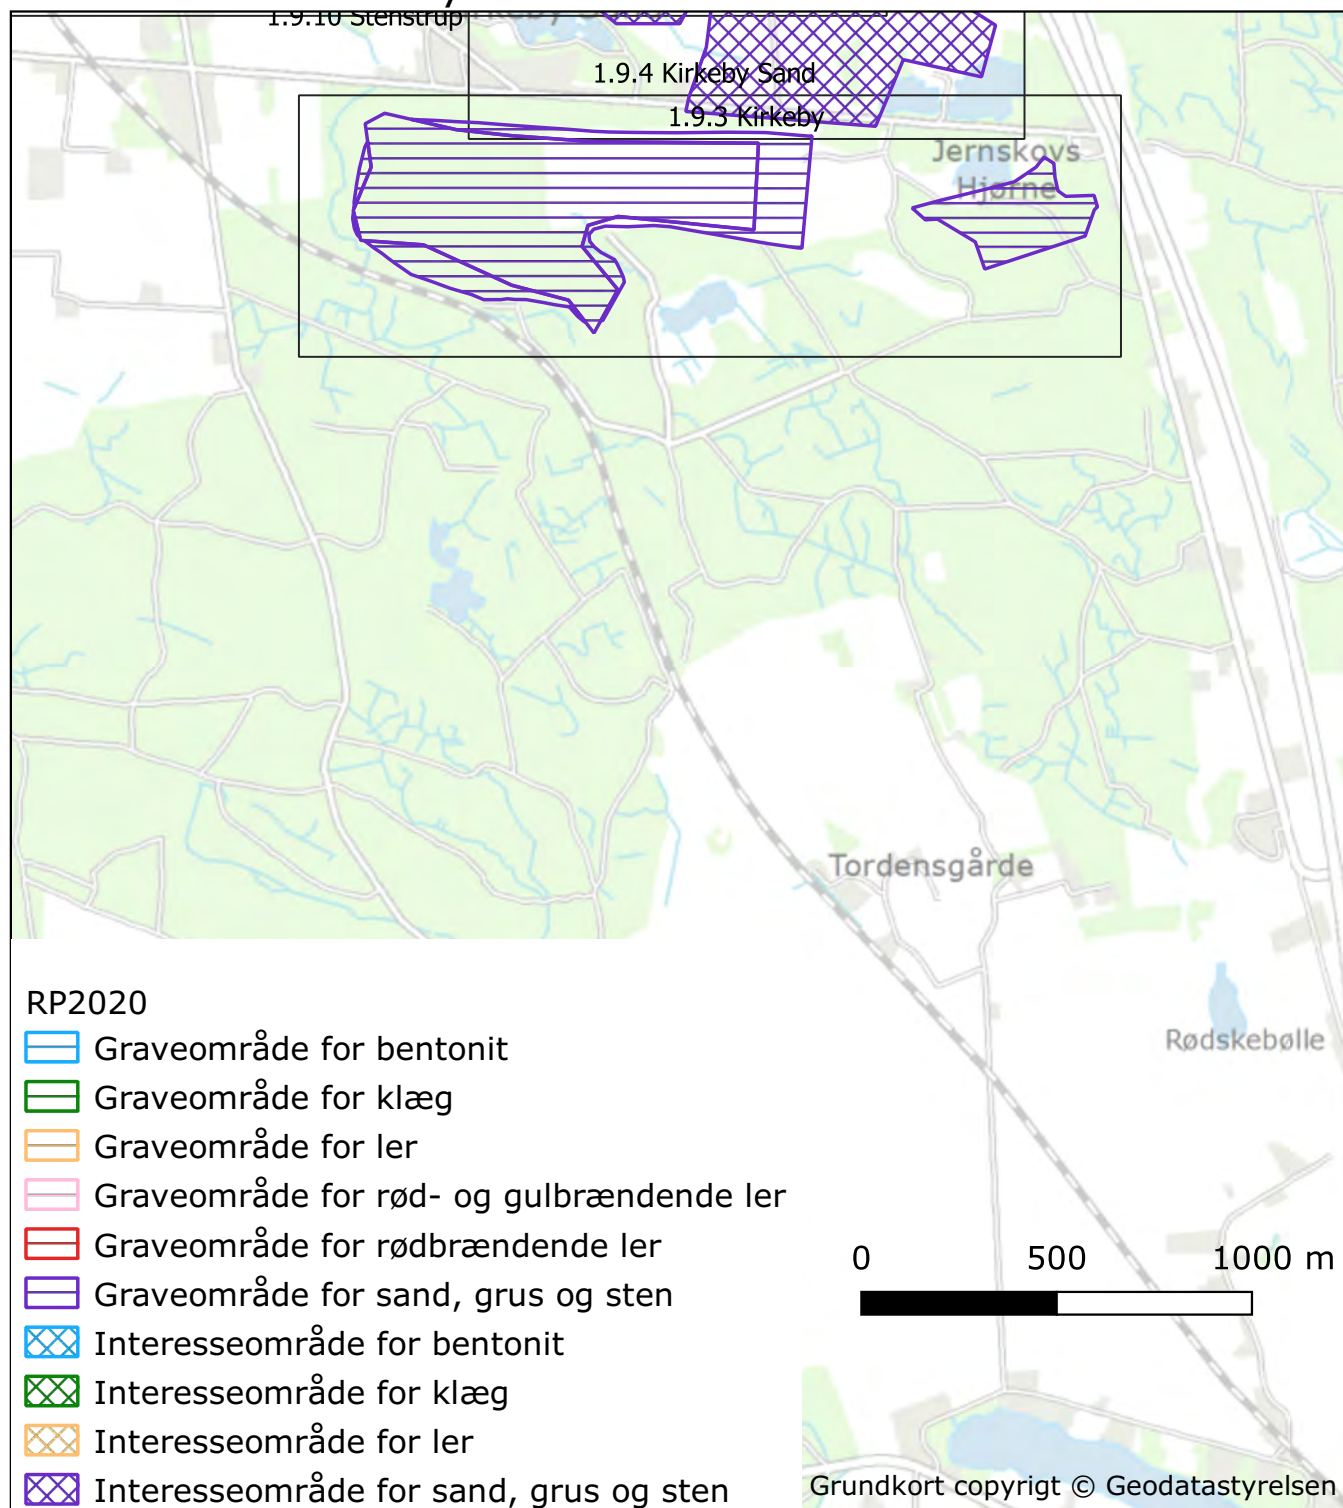 1.9.10 Stenstrup
1.9.4 Kirkeby Sand
1.9.3 Kirkeby
Jernskovs
Hjørne
Tordensgårde
Rødskebølle
RP2020
Graveområde for bentonit
Graveområde for klæg
Graveområde for ler
Graveområde for rød- og gulbrændende ler
Graveområde for rødbrændende ler
Graveområde for sand, grus og sten
Interesseområde for bentonit
Interesseområde for klæg
Interesseområde for ler
Interesseområde for sand, grus og sten
0 500 1000 m
Grundkort copyrigt © Geodatastyrelsen